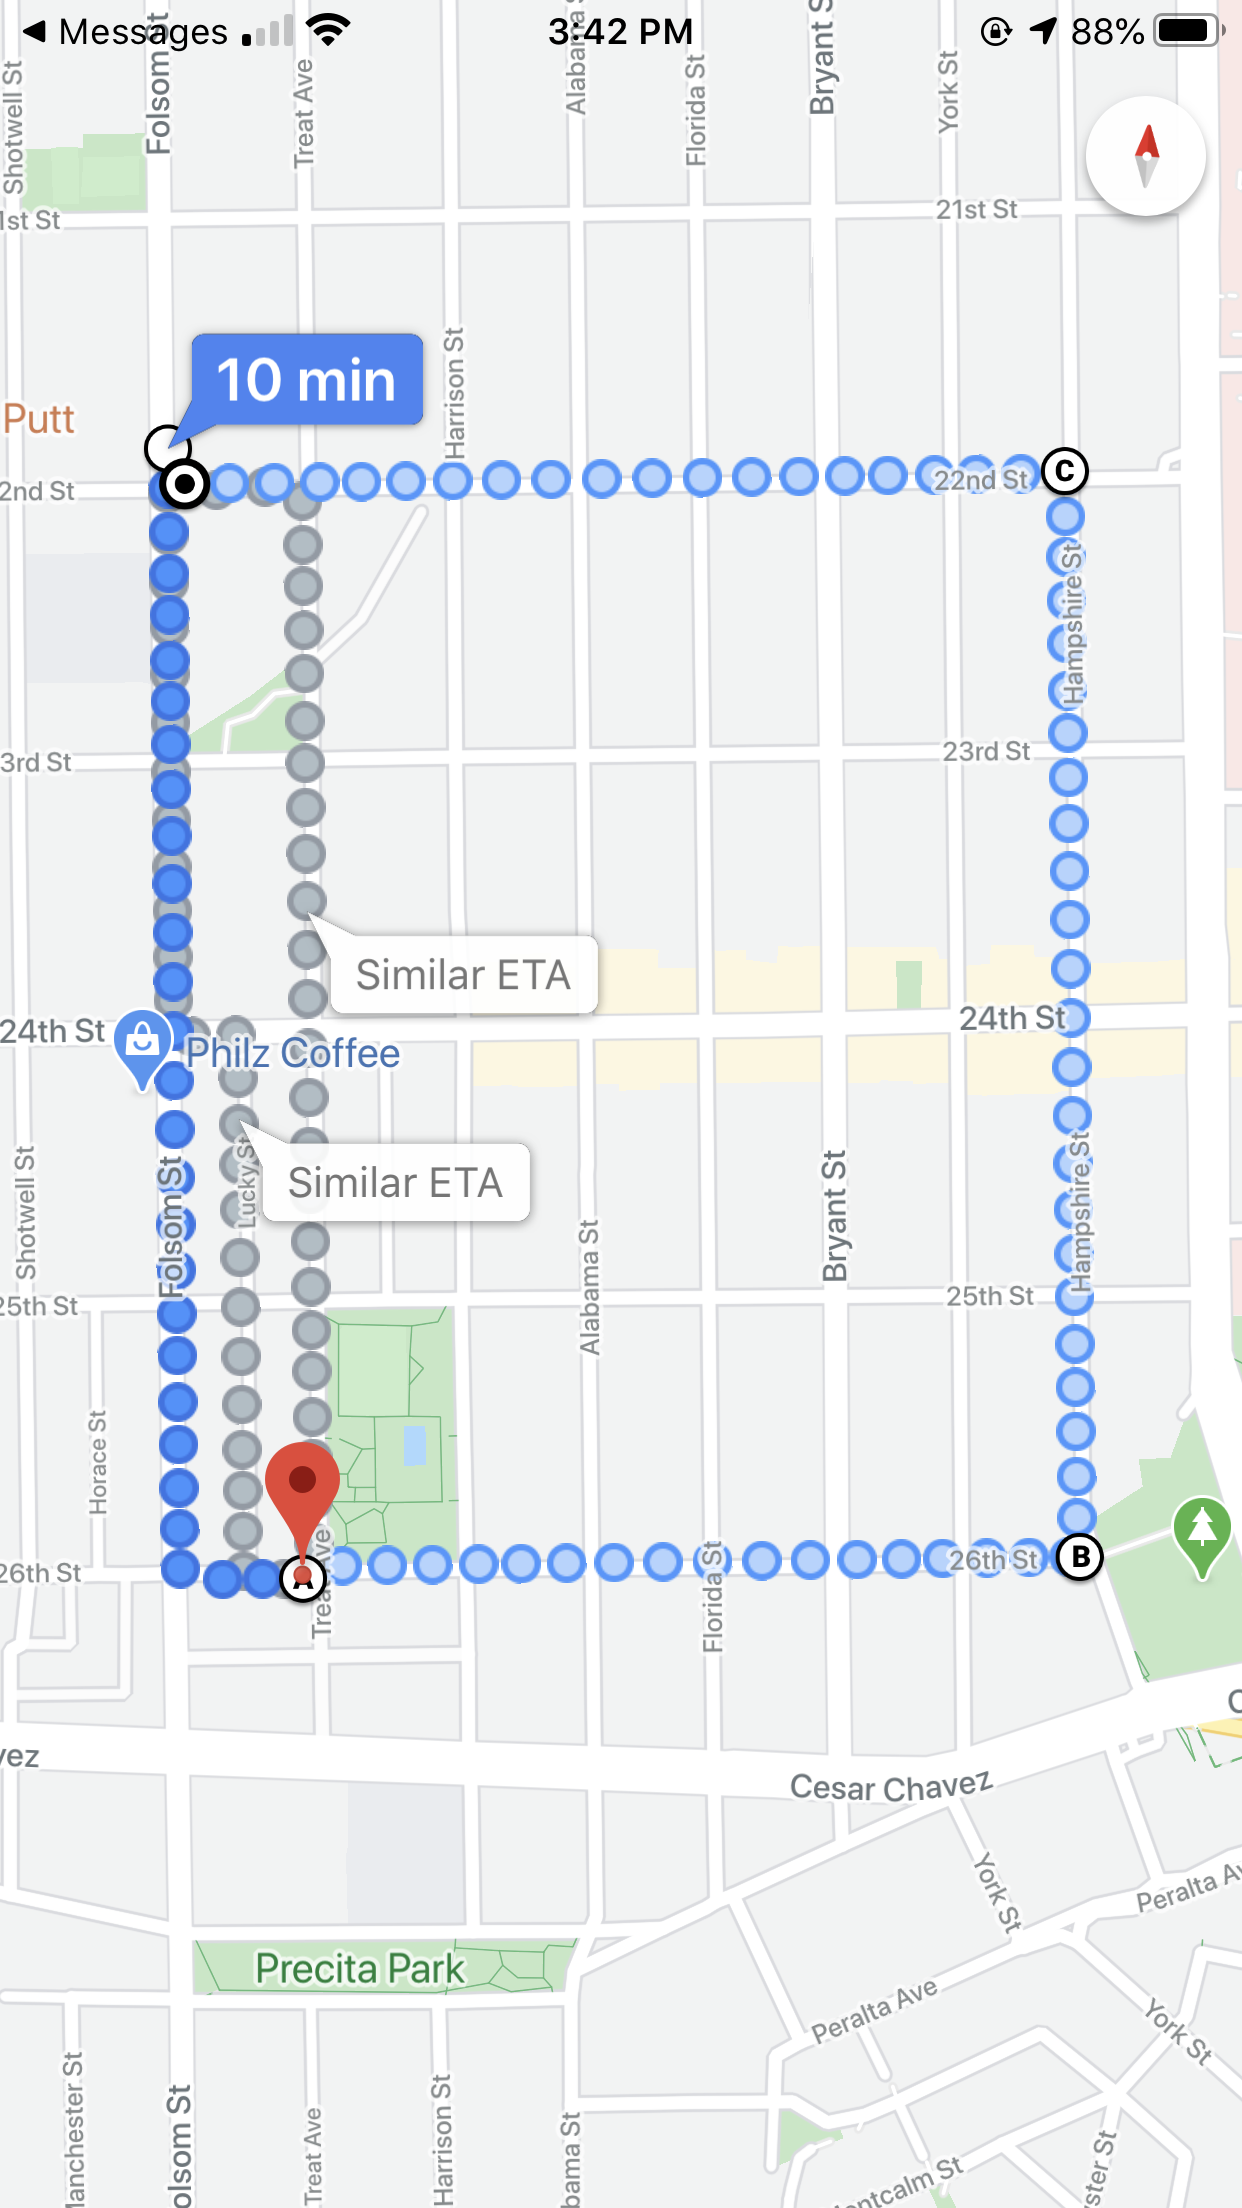 Messages
3:42 PM
88%
Shotwell St
Folsom St
Treat Ave
Alabama S
Florida St
Bryant S
York St
1st St
21st St
10 min
Harrison St
Putt
2nd St
22nd St
C
Hampshire St
3rd St
23rd St
Similar ETA
24th St
24th St
Philz Coffee
Similar ETA
Lucky St
Shotwell St
Folsom St
Bryant St
Hampshire St
Alabama St
25th St
25th St
Horace St
26th St
A
Treat Ave
Florida St
26th St
B
C
vez
Cesar Chavez
York St
Peralta Av
Precita Park
Peralta Ave
York St
Manchester St
olsom St
Treat Ave
Harrison St
bama St
ontcalm St
ster St